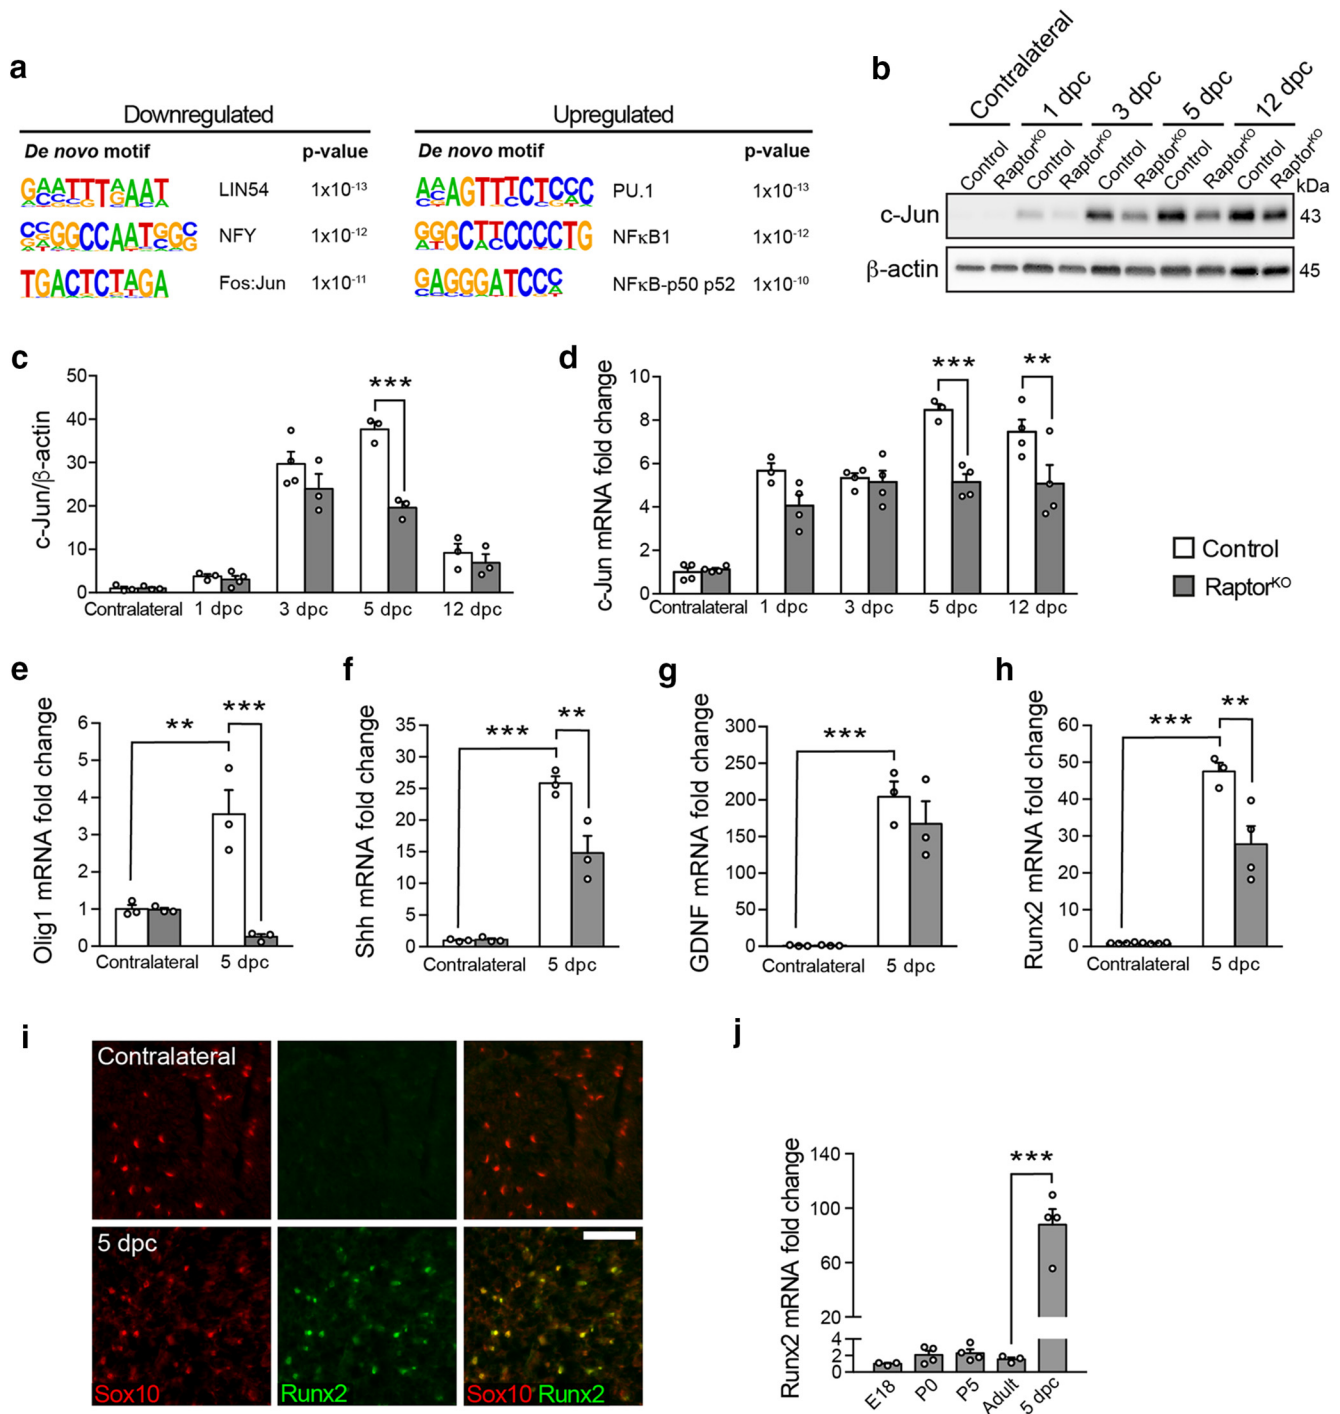 a
Downregulated
De novo motif p-value
GAATTTAAAT LIN54 1x10-13
CCGGCCAATGGC NFY 1x10-12
TGACTCTAGA Fos:Jun 1x10-11
Upregulated
De novo motif p-value
AAAGTTTCTCCC PU.1 1x10-13
GGGCTTCCCCTG NFκB1 1x10-12
GAGGGATCCC NFκB-p50 p52 1x10-10
b
Contralateral 1 dpc 3 dpc 5 dpc 12 dpc
Control RaptorKO Control RaptorKO Control RaptorKO Control RaptorKO Control RaptorKO
kDa
c-Jun 43
β-actin 45
c
c-Jun/β-actin
50
40
30
20
10
0
***
Contralateral 1 dpc 3 dpc 5 dpc 12 dpc
d
c-Jun mRNA fold change
10
8
6
4
2
0
*** **
Contralateral 1 dpc 3 dpc 5 dpc 12 dpc
Control
RaptorKO
e
Olig1 mRNA fold change
6
5
4
3
2
1
0
** ***
Contralateral 5 dpc
f
Shh mRNA fold change
35
30
25
20
15
10
5
0
*** **
Contralateral 5 dpc
g
GDNF mRNA fold change
300
250
200
150
100
50
0
***
Contralateral 5 dpc
h
Runx2 mRNA fold change
60
50
40
30
20
10
0
*** **
Contralateral 5 dpc
i
Contralateral
5 dpc
Sox10 Runx2 Sox10 Runx2
j
Runx2 mRNA fold change
140
100
60
20
4
2
0
***
E18 P0 P5 Adult 5 dpc